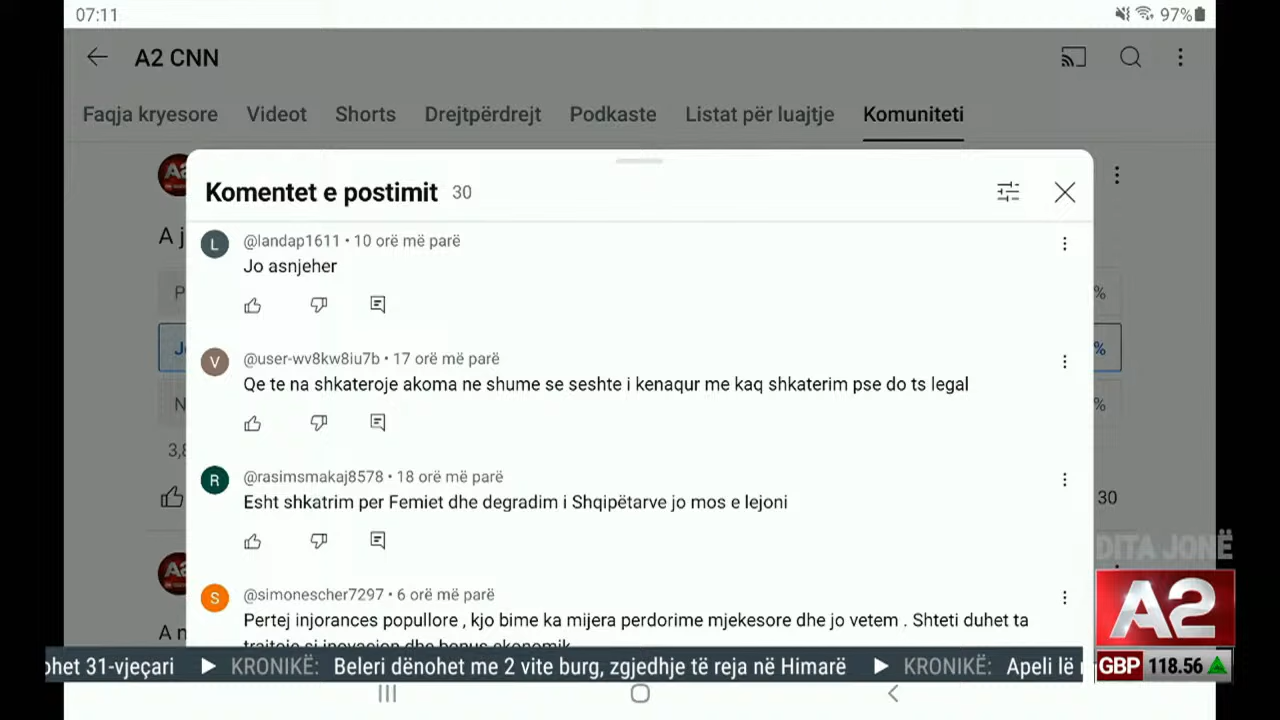 07:11
97%
A2 CNN
Faqja kryesore Videot Shorts Drejtpërdrejt Podkaste Listat për luajtje Komuniteti
Komentet e postimit 30
A j
@landap1611 • 10 orë më parë
Jo asnjeher
%
%
%
@user-wv8kw8iu7b • 17 orë më parë
Qe te na shkateroje akoma ne shume se seshte i kenaqur me kaq shkaterim pse do ts legal
3,8
@rasimsmakaj8578 • 18 orë më parë
Esht shkatrim per Femiet dhe degradim i Shqipëtarve jo mos e lejoni
30
DITA JONË
@simonescher7297 • 6 orë më parë
Pertej injorances popullore , kjo bime ka mijera perdorime mjekesore dhe jo vetem . Shteti duhet ta
trajtoje si inovacion dhe bonus ekonomik
A2
ohet 31-vjeçari ▶ KRONIKË: Beleri dënohet me 2 vite burg, zgjedhje të reja në Himarë ▶ KRONIKË: Apeli lë
GBP 118.56